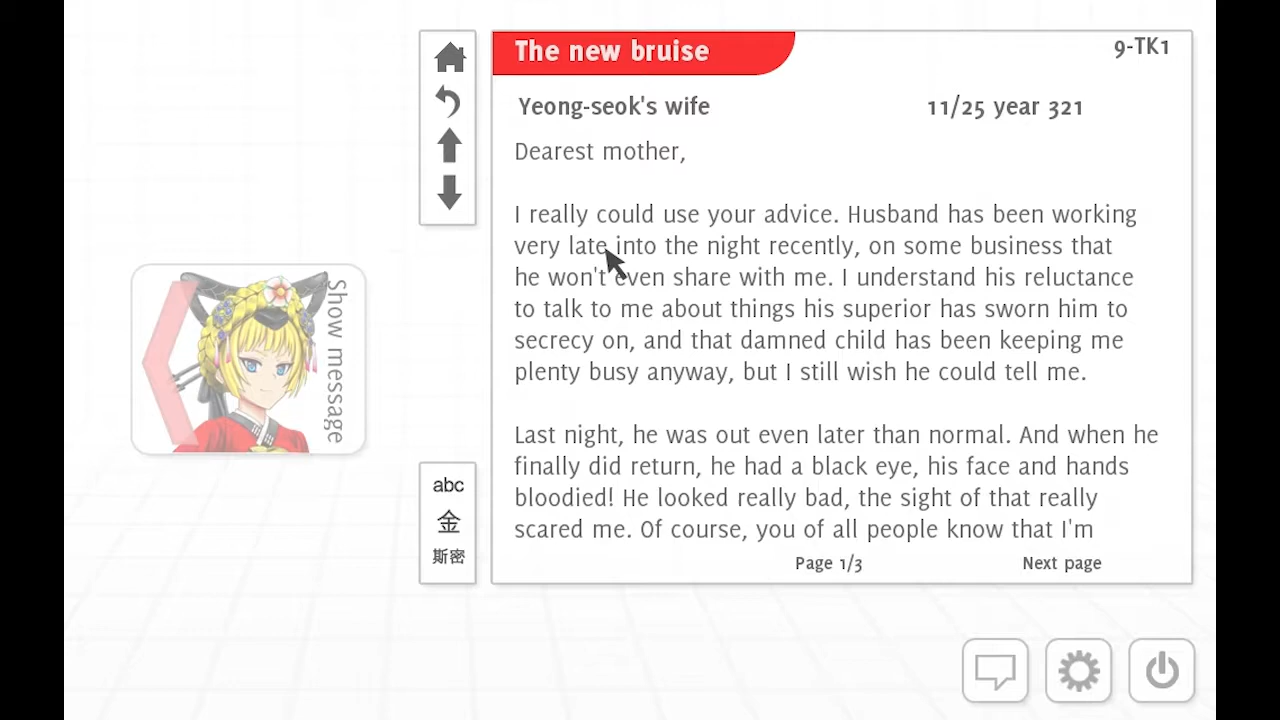 The new bruise
9-TK1
Yeong-seok's wife
11/25 year 321
Dearest mother,
I really could use your advice. Husband has been working
very late into the night recently, on some business that
he won't even share with me. I understand his reluctance
to talk to me about things his superior has sworn him to
secrecy on, and that damned child has been keeping me
plenty busy anyway, but I still wish he could tell me.
Last night, he was out even later than normal. And when he
finally did return, he had a black eye, his face and hands
bloodied! He looked really bad, the sight of that really
scared me. Of course, you of all people know that I'm
Page 1/3
Next page
Show message
abc
金
斯密